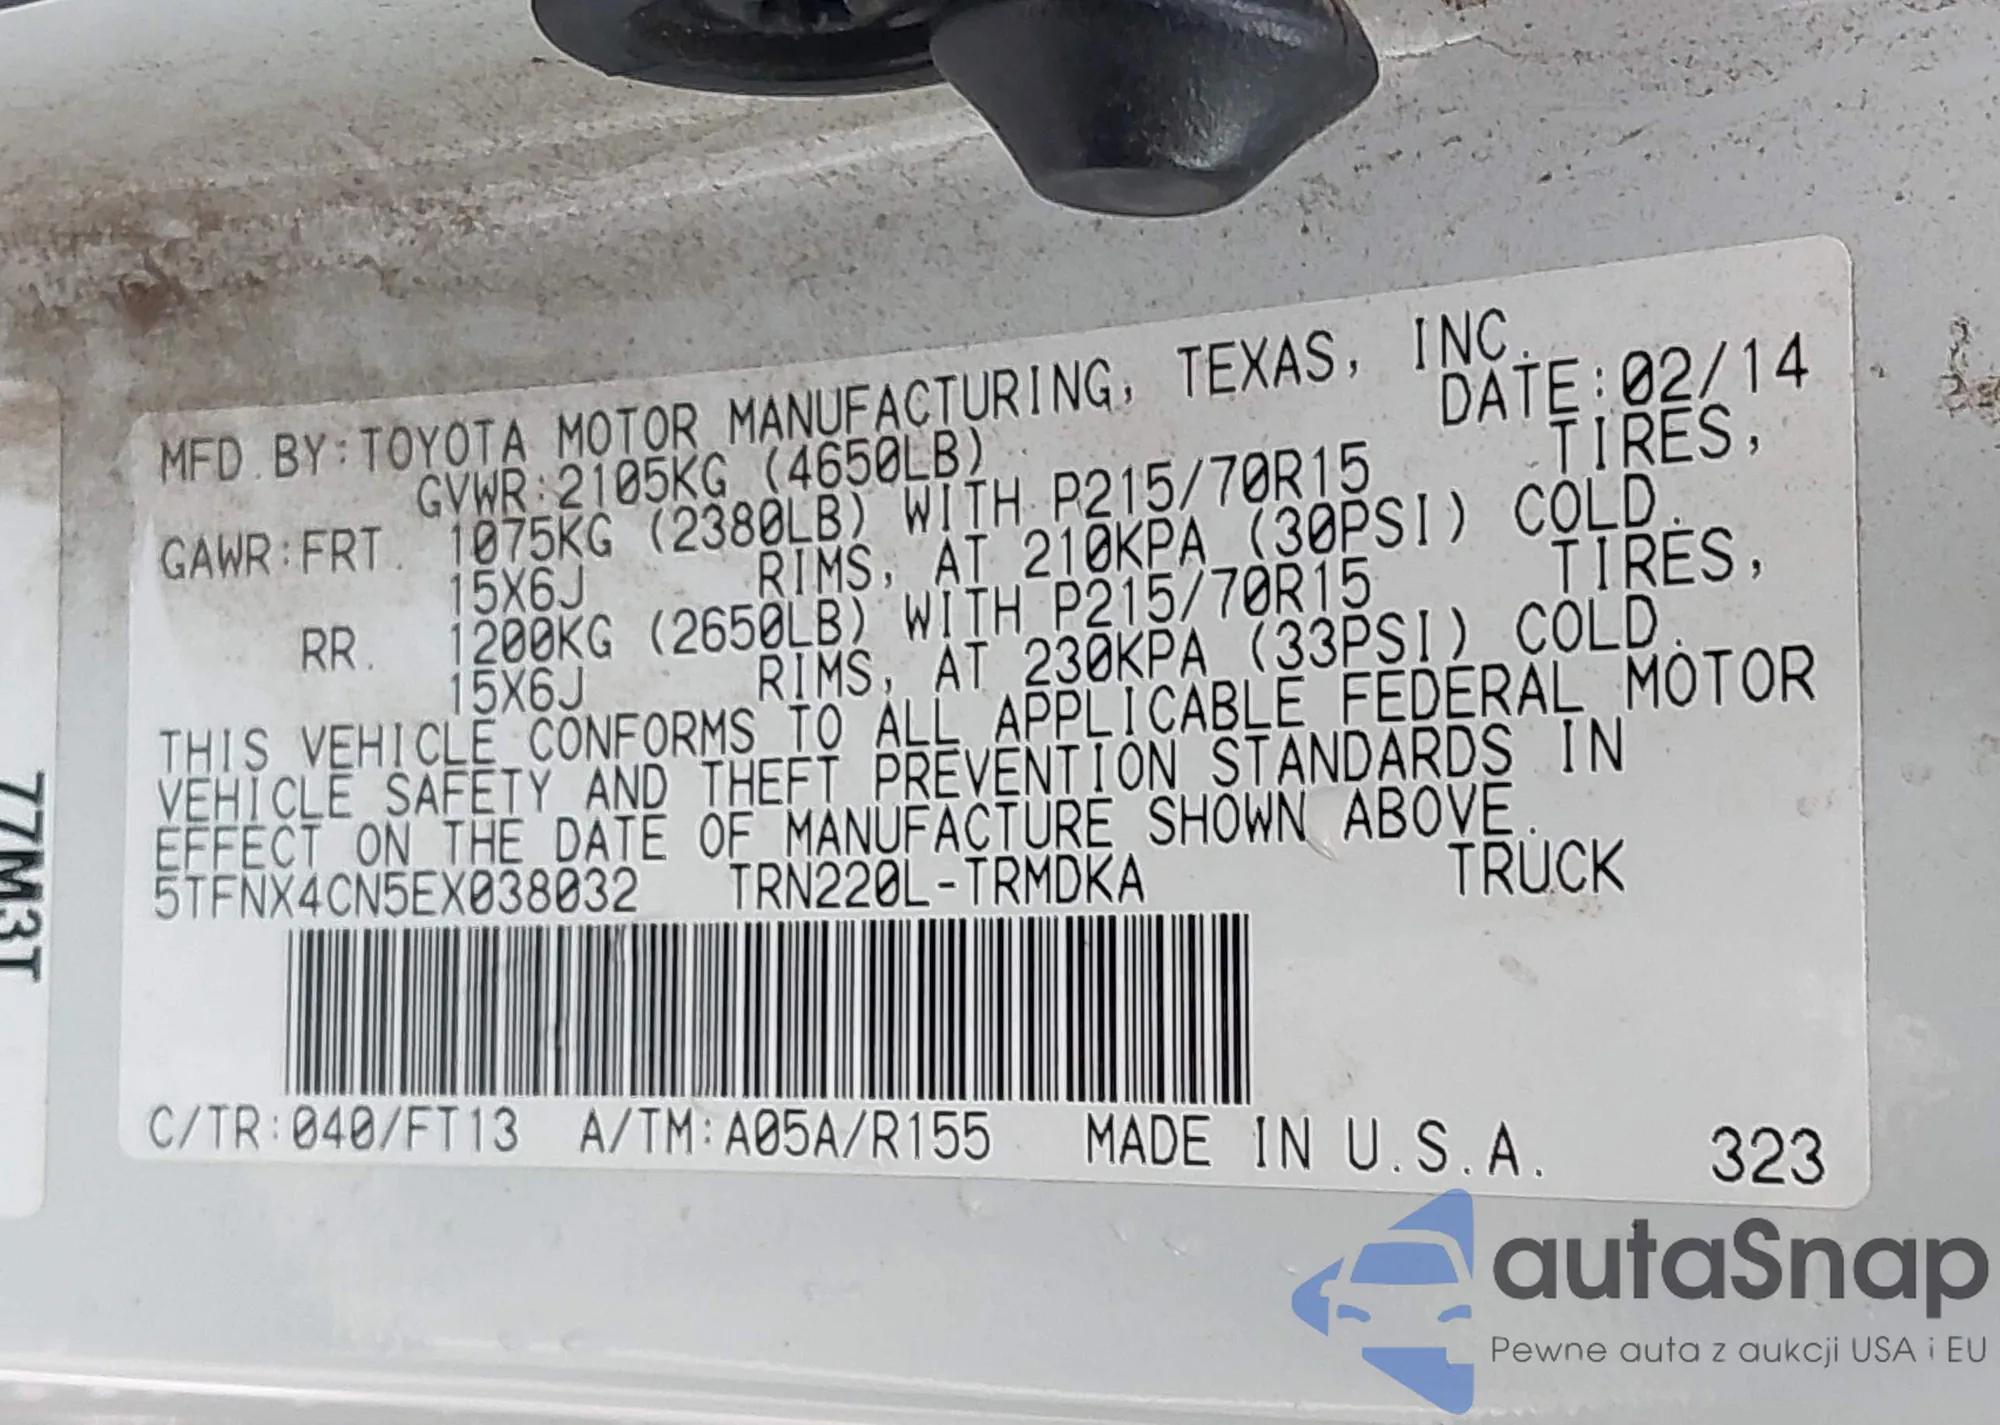 MFD. BY: TOYOTA MOTOR MANUFACTURING, TEXAS, INC.
DATE: 02/14
GVWR: 2105KG (4650LB)
GAWR: FRT. 1075KG (2380LB) WITH P215/70R15 TIRES,
15X6J RIMS, AT 210KPA (30PSI) COLD.
RR. 1200KG (2650LB) WITH P215/70R15 TIRES,
15X6J RIMS, AT 230KPA (33PSI) COLD.
THIS VEHICLE CONFORMS TO ALL APPLICABLE FEDERAL MOTOR
VEHICLE SAFETY AND THEFT PREVENTION STANDARDS IN
EFFECT ON THE DATE OF MANUFACTURE SHOWN ABOVE.
5TFNX4CN5EX038032 TRN220L-TRMDKA TRUCK
C/TR: 040/FT13 A/TM: A05A/R155 MADE IN U.S.A. 323
77M3T
autaSnap
Pewne auta z aukcji USA i EU